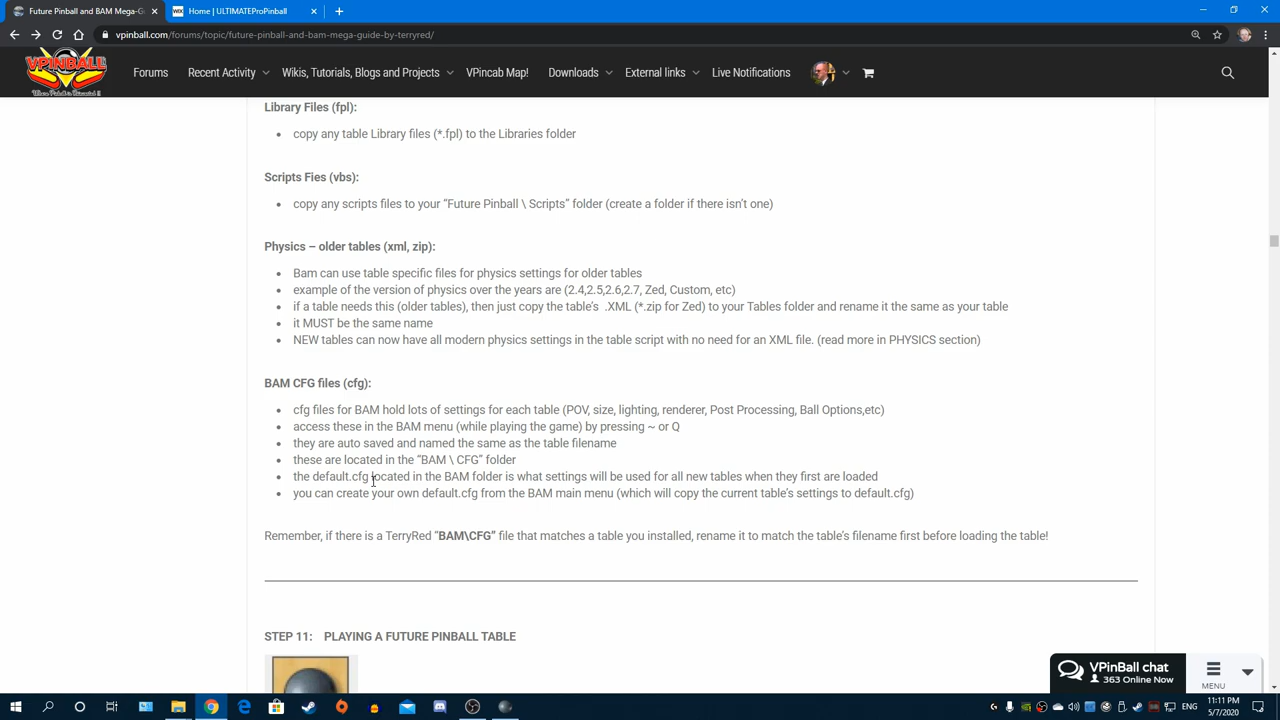 Future Pinball and BAM Mega-G
Home | ULTIMATEProPinball
vpinball.com/forums/topic/future-pinball-and-bam-mega-guide-by-terryred/
VPINBALL
Forums
Recent Activity
Wikis, Tutorials, Blogs and Projects
VPincab Map!
Downloads
External links
Live Notifications
Library Files (fpl):
copy any table Library files (*.fpl) to the Libraries folder
Scripts Fies (vbs):
copy any scripts files to your “Future Pinball \ Scripts” folder (create a folder if there isn’t one)
Physics – older tables (xml, zip):
Bam can use table specific files for physics settings for older tables
example of the version of physics over the years are (2.4,2.5,2.6,2.7, Zed, Custom, etc)
if a table needs this (older tables), then just copy the table’s .XML (*.zip for Zed) to your Tables folder and rename it the same as your table
it MUST be the same name
NEW tables can now have all modern physics settings in the table script with no need for an XML file. (read more in PHYSICS section)
BAM CFG files (cfg):
cfg files for BAM hold lots of settings for each table (POV, size, lighting, renderer, Post Processing, Ball Options,etc)
access these in the BAM menu (while playing the game) by pressing ~ or Q
they are auto saved and named the same as the table filename
these are located in the “BAM \ CFG” folder
the default.cfg located in the BAM folder is what settings will be used for all new tables when they first are loaded
you can create your own default.cfg from the BAM main menu (which will copy the current table’s settings to default.cfg)
Remember, if there is a TerryRed “BAM\CFG” file that matches a table you installed, rename it to match the table’s filename first before loading the table!
STEP 11: PLAYING A FUTURE PINBALL TABLE
VPinBall chat
363 Online Now
MENU
ENG
11:11 PM
5/7/2020